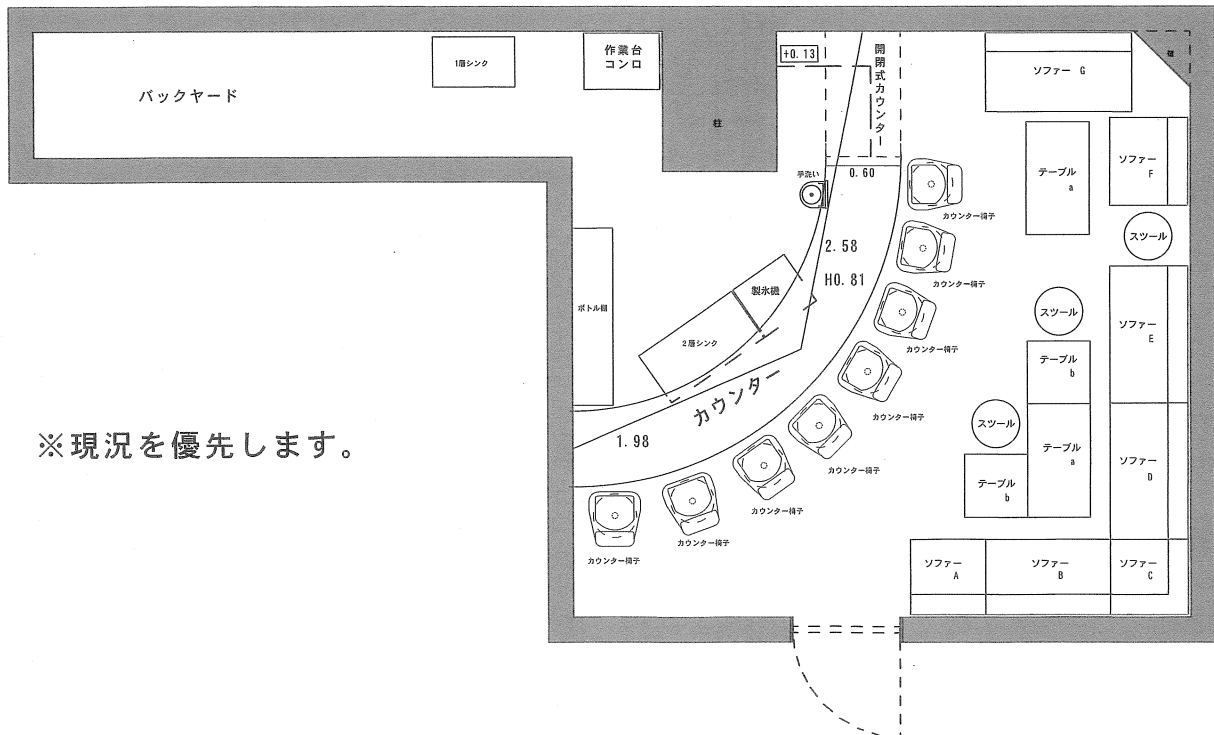 バックヤード
1層シンク
作業台
コンロ
柱
+0.13
開閉式カウンター
ソファー G
壁
テーブル
a
ソファー
F
スツール
手洗い
0.60
カウンター椅子
2.58
H0.81
カウンター椅子
カウンター椅子
カウンター椅子
カウンター椅子
カウンター椅子
カウンター椅子
カウンター椅子
ボトル棚
製氷機
2層シンク
カウンター
1.98
スツール
ソファー
E
テーブル
b
スツール
テーブル
a
テーブル
b
ソファー
D
ソファー
A
ソファー
B
ソファー
C
※現況を優先します。